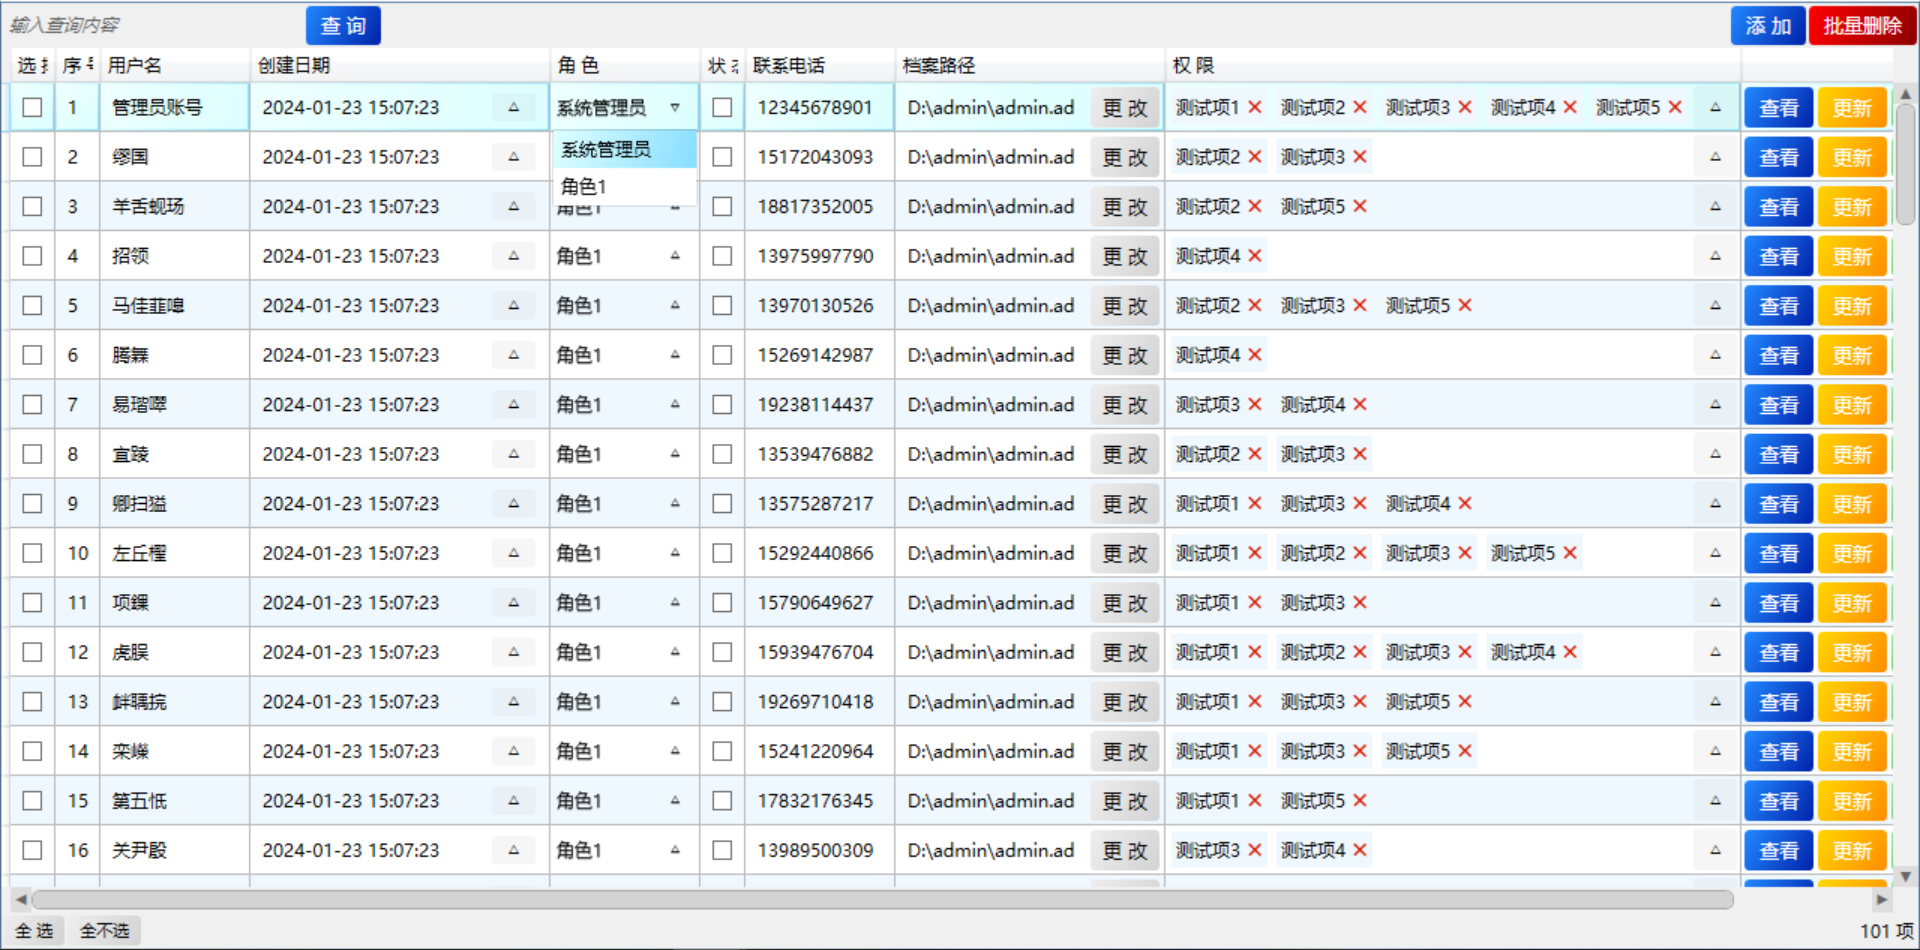 输入查询内容 查 询 添 加 批量删除
选 序 用户名 创建日期 角 色 状 联系电话 档案路径 权 限
1 管理员账号 2024-01-23 15:07:23 系统管理员 12345678901 D:\admin\admin.ad 更 改 测试项1 测试项2 测试项3 测试项4 测试项5 查看 更新
系统管理员
2 缪国 2024-01-23 15:07:23 15172043093 D:\admin\admin.ad 更 改 测试项2 测试项3 查看 更新
角色1
3 羊舌蚬玚 2024-01-23 15:07:23 角色1 18817352005 D:\admin\admin.ad 更 改 测试项2 测试项5 查看 更新
4 招领 2024-01-23 15:07:23 角色1 13975997790 D:\admin\admin.ad 更 改 测试项4 查看 更新
5 马佳韮嘷 2024-01-23 15:07:23 角色1 13970130526 D:\admin\admin.ad 更 改 测试项2 测试项3 测试项5 查看 更新
6 2024-01-23 15:07:23 角色1 15269142987 D:\admin\admin.ad 更 改 测试项4 查看 更新
7 2024-01-23 15:07:23 角色1 19238114437 D:\admin\admin.ad 更 改 测试项3 测试项4 查看 更新
8 2024-01-23 15:07:23 角色1 13539476882 D:\admin\admin.ad 更 改 测试项2 测试项3 查看 更新
9 2024-01-23 15:07:23 角色1 13575287217 D:\admin\admin.ad 更 改 测试项1 测试项3 测试项4 查看 更新
10 2024-01-23 15:07:23 角色1 15292440866 D:\admin\admin.ad 更 改 测试项1 测试项2 测试项3 测试项5 查看 更新
11 2024-01-23 15:07:23 角色1 15790649627 D:\admin\admin.ad 更 改 测试项1 测试项3 查看 更新
12 2024-01-23 15:07:23 角色1 15939476704 D:\admin\admin.ad 更 改 测试项1 测试项2 测试项3 测试项4 查看 更新
13 2024-01-23 15:07:23 角色1 19269710418 D:\admin\admin.ad 更 改 测试项1 测试项3 测试项5 查看 更新
14 栾嵘 2024-01-23 15:07:23 角色1 15241220964 D:\admin\admin.ad 更 改 测试项1 测试项3 测试项5 查看 更新
15 第五怟 2024-01-23 15:07:23 角色1 17832176345 D:\admin\admin.ad 更 改 测试项1 测试项5 查看 更新
16 关尹殷 2024-01-23 15:07:23 角色1 13989500309 D:\admin\admin.ad 更 改 测试项3 测试项4 查看 更新
全 选 全不选 101 项